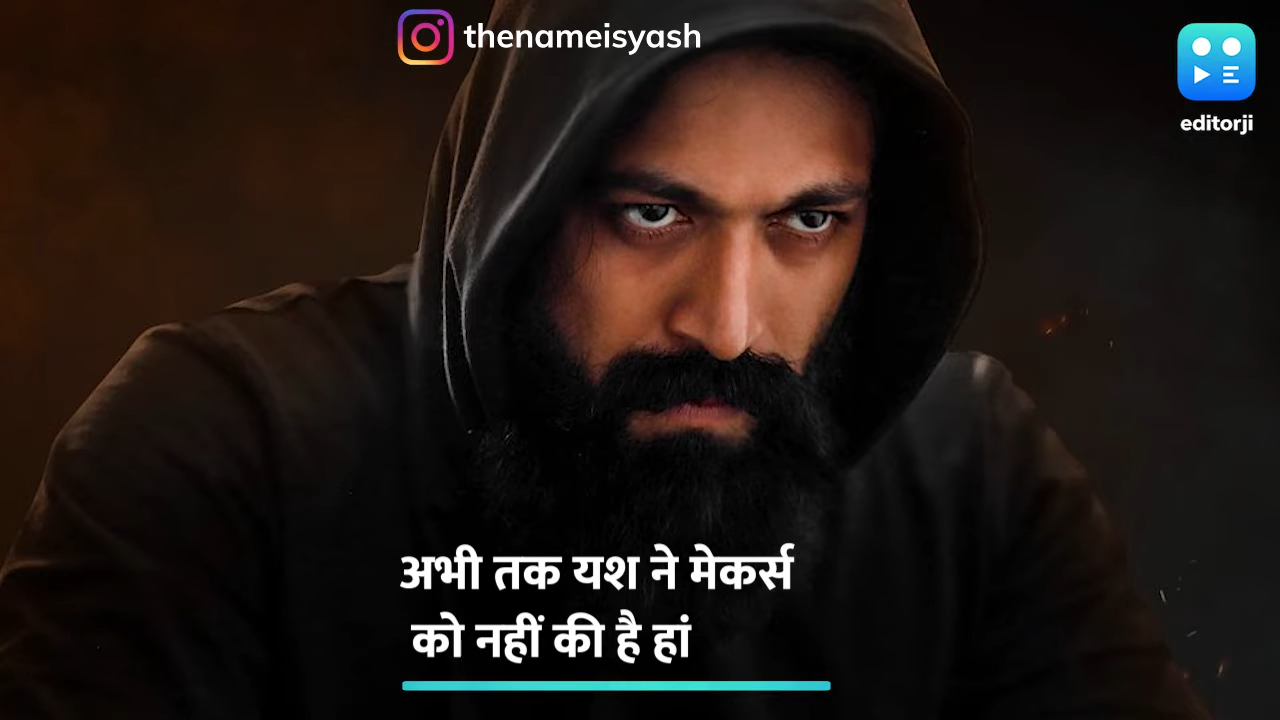 thenameisyash
editorji
अभी तक यश ने मेकर्स
को नहीं की है हां